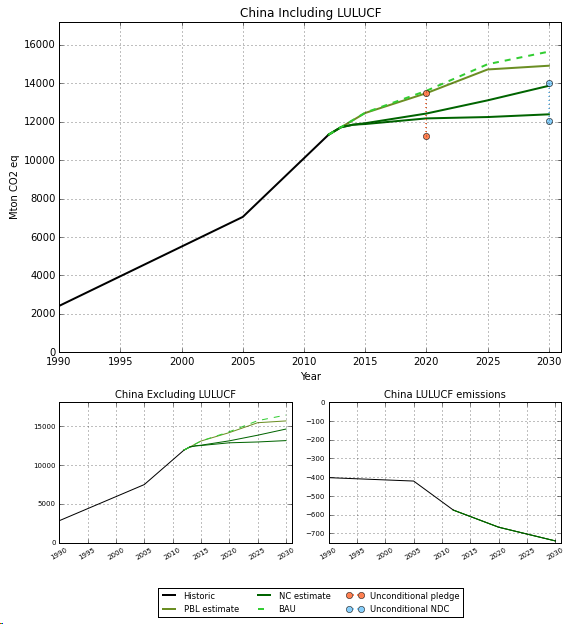 China Including LULUCF
16000
14000
12000
10000
8000
6000
4000
2000
0
Mton CO2 eq
1990 1995 2000 2005 2010 2015 2020 2025 2030
Year
China Excluding LULUCF
15000
10000
5000
0
1990 1995 2000 2005 2010 2015 2020 2025 2030
China LULUCF emissions
0
−100
−200
−300
−400
−500
−600
−700
1990 1995 2000 2005 2010 2015 2020 2025 2030
Historic NC estimate Unconditional pledge
PBL estimate BAU Unconditional NDC